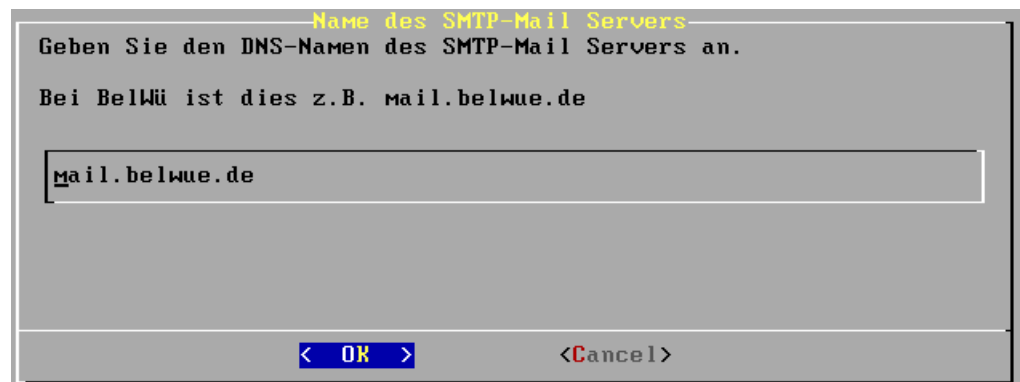 Name des SMTP-Mail Servers
Geben Sie den DNS-Namen des SMTP-Mail Servers an.
Bei BelWü ist dies z.B. mail.belwue.de
mail.belwue.de
< OK > <Cancel>